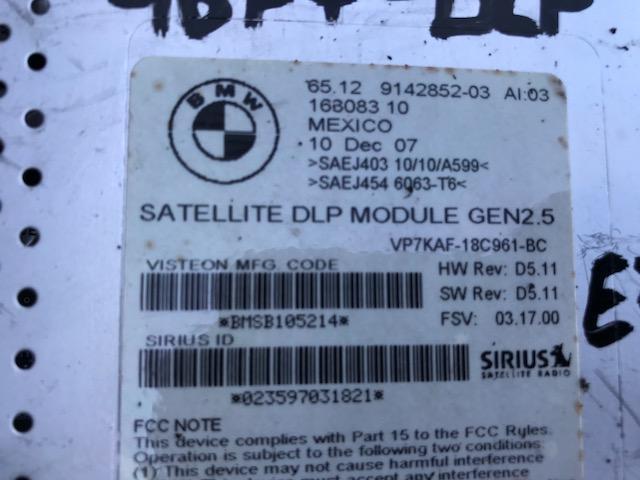 BMW
65.12 9142852-03 AI:03
168083 10
MEXICO
10 Dec 07
>SAEJ403 10/10/A599<
>SAEJ454 6063-T6<
SATELLITE DLP MODULE GEN2.5
VP7KAF-18C961-BC
VISTEON MFG CODE
HW Rev: D5.11
SW Rev: D5.11
*BMSB105214*
FSV: 03.17.00
SIRIUS ID
SIRIUS
SATELLITE RADIO
*023597031821*
FCC NOTE
This device complies with Part 15 to the FCC Rules.
Operation is subject to the following two conditions:
(1) This device may not cause harmful interference